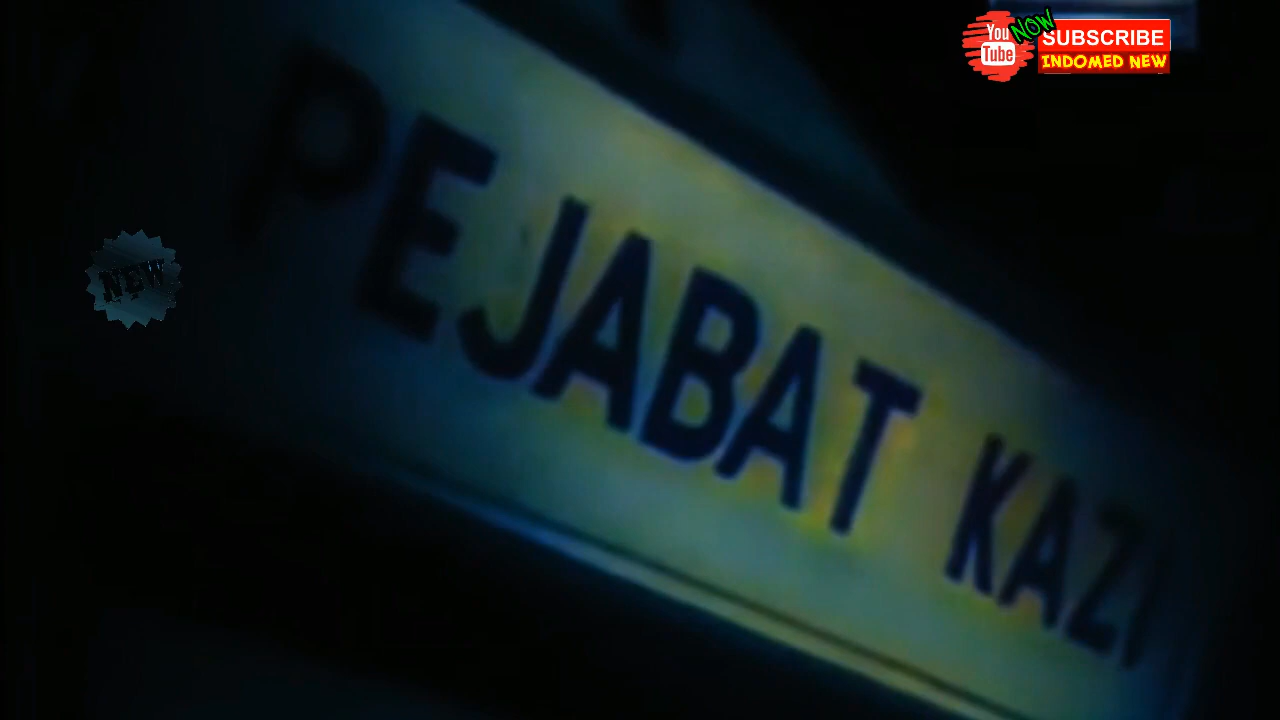 You
Tube
NOW
SUBSCRIBE
INDOMED NEW
NEW
PEJABAT KAZI